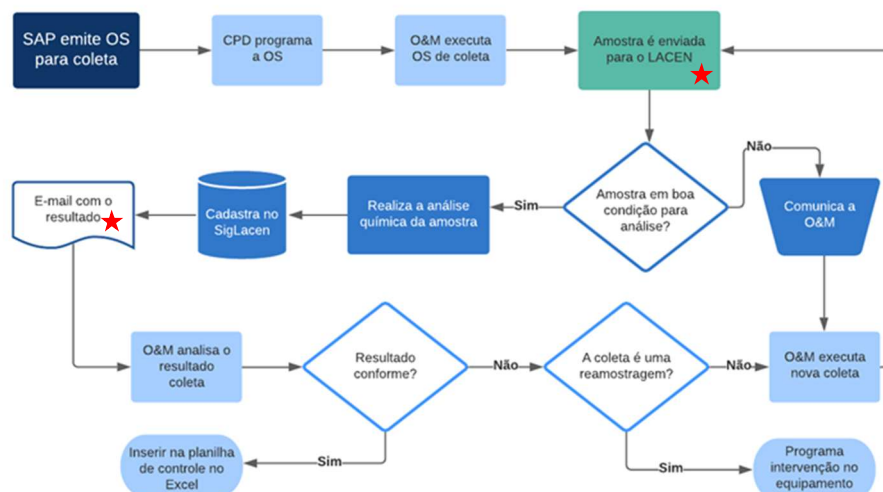 SAP emite OS
para coleta
CPD programa
a OS
O&M executa
OS de coleta
Amostra é enviada
para o LACEN
Não
E-mail com o
resultado
Cadastra no
SigLacen
Realiza a análise
química da amostra
Sim
Amostra em boa
condição para
análise?
Comunica a
O&M
O&M analisa o
resultado
coleta
Resultado
conforme?
Não
A coleta é uma
reamostragem?
Não
O&M executa
nova coleta
Inserir na planilha
de controle no
Excel
Sim
Sim
Programa
intervenção no
equipamento